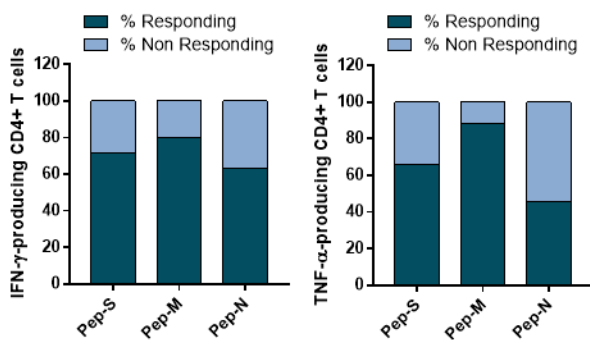 % Responding
% Non Responding
IFN-γ-producing CD4+ T cells
120
100
80
60
40
20
0
Pep-S
Pep-M
Pep-N
% Responding
% Non Responding
TNF-α-producing CD4+ T cells
120
100
80
60
40
20
0
Pep-S
Pep-M
Pep-N